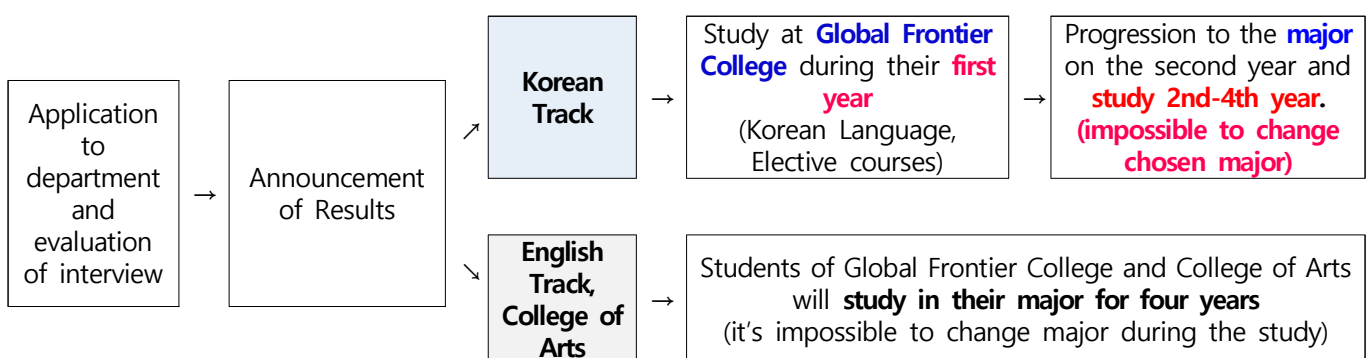 Application
to
department
and
evaluation
of interview
→
Announcement
of Results
↗
Korean
Track
→
Study at Global Frontier
College during their first
year
(Korean Language,
Elective courses)
→
Progression to the major
on the second year and
study 2nd-4th year.
(impossible to change
chosen major)
↘
English
Track,
College of
Arts
→
Students of Global Frontier College and College of Arts
will study in their major for four years
(it's impossible to change major during the study)